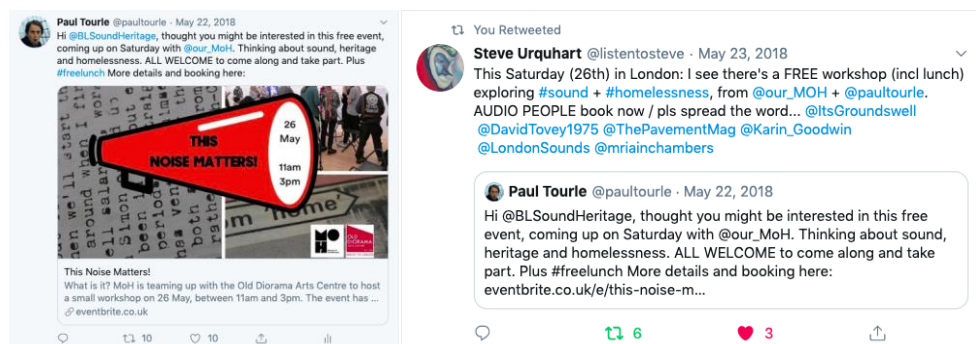 Paul Tourle @paultourle · May 22, 2018
Hi @BLSoundHeritage, thought you might be interested in this free event,
coming up on Saturday with @our_MoH. Thinking about sound, heritage
and homelessness. ALL WELCOME to come along and take part. Plus
#freelunch More details and booking here:
THIS
NOISE MATTERS!
26
May
11am
3pm
"home"
MOH
OLD
DIORAMA
This Noise Matters!
What is it? MoH is teaming up with the Old Diorama Arts Centre to host
a small workshop on 26 May, between 11am and 3pm. The event has ...
eventbrite.co.uk
10
10
You Retweeted
Steve Urquhart @listentosteve · May 23, 2018
This Saturday (26th) in London: I see there's a FREE workshop (incl lunch)
exploring #sound + #homelessness, from @our_MOH + @paultourle.
AUDIO PEOPLE book now / pls spread the word... @ItsGroundswell
@DavidTovey1975 @ThePavementMag @Karin_Goodwin
@LondonSounds @mriainchambers
Paul Tourle @paultourle · May 22, 2018
Hi @BLSoundHeritage, thought you might be interested in this free
event, coming up on Saturday with @our_MoH. Thinking about sound,
heritage and homelessness. ALL WELCOME to come along and take
part. Plus #freelunch More details and booking here:
eventbrite.co.uk/e/this-noise-m...
6
3